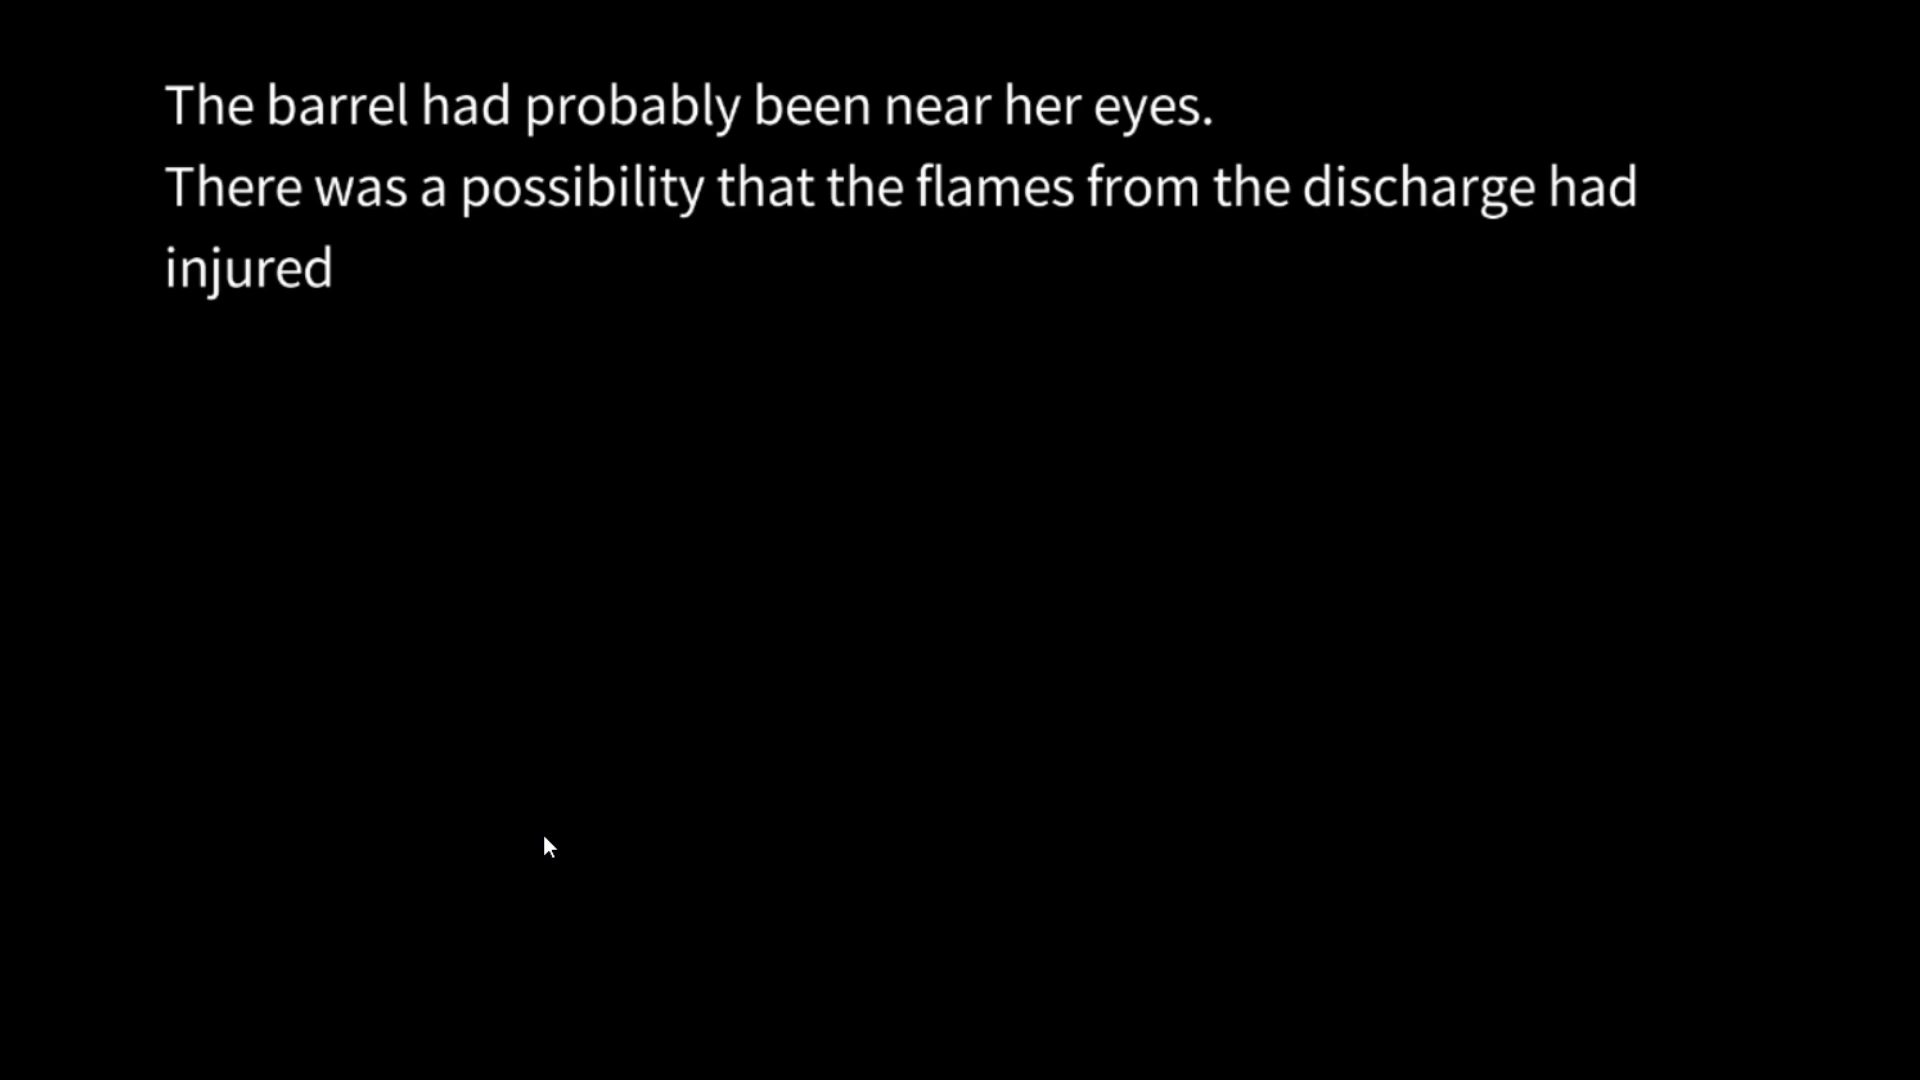 The barrel had probably been near her eyes.
There was a possibility that the flames from the discharge had
injured